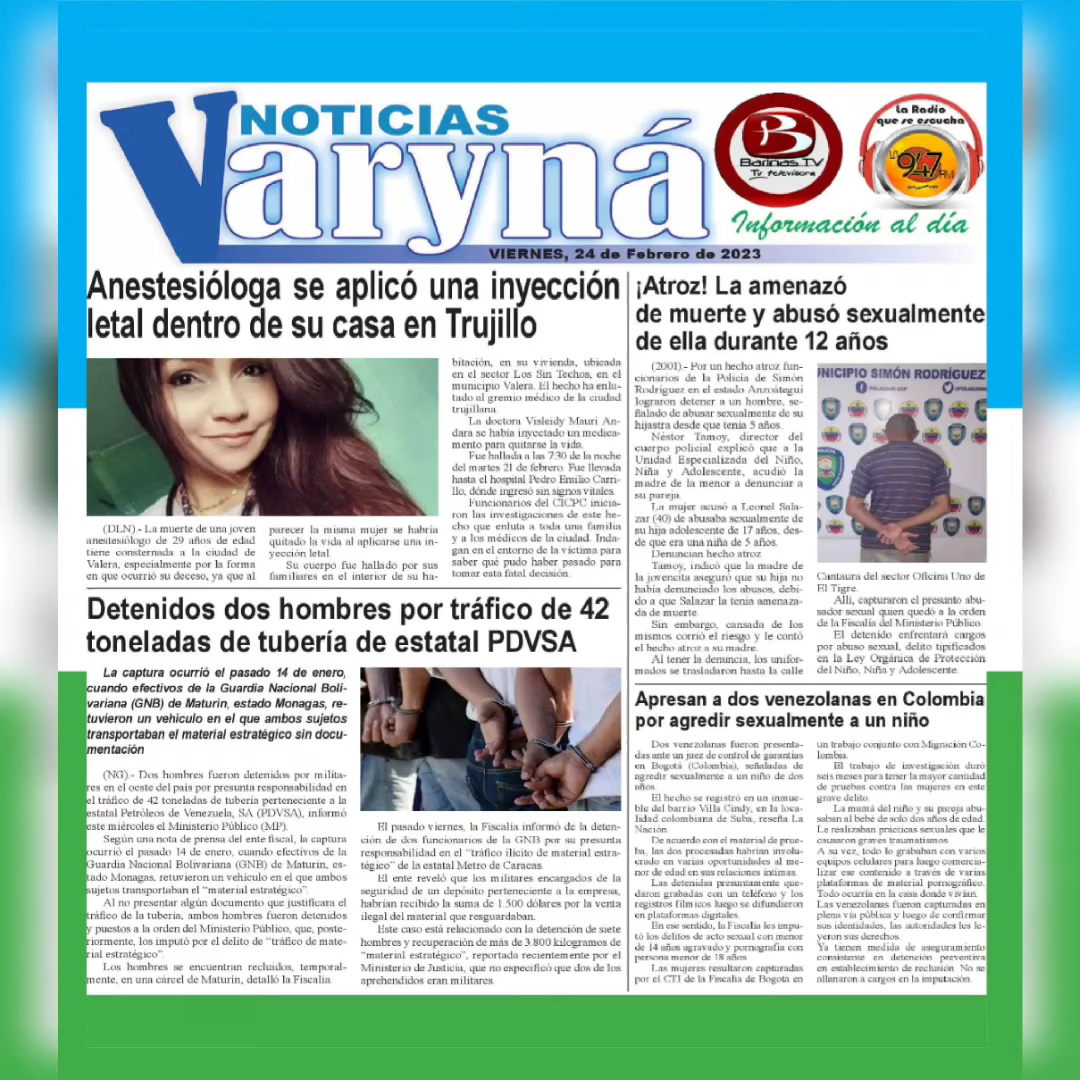 NOTICIAS
Varyná
Barinas.TV
Tu televisora
La Radio
que se escucha
LA
94.7 FM
Información al día
VIERNES, 24 de Febrero de 2023
Anestesióloga se aplicó una inyección
letal dentro de su casa en Trujillo
(DLN) - La muerte de una joven
anestesiólogo de 29 años de edad
tiene consternada a la ciudad de
Valera, especialmente por la forma
en que ocurrió su deceso, ya que al
parecer la misma mujer se habría
quitado la vida al aplicarse una in-
yección letal.
Su cuerpo fue hallado por sus
familiares en el interior de su ha-
bitación, en su vivienda, ubicada
en el sector Los Sin Techos, en el
municipio Valera. El hecho ha enlu-
tado al gremio médico de la ciudad
trujillana.
La doctora Visleidy Mauri An-
dara se había inyectado un medica-
mento para quitarse la vida.
Fue hallada a las 7:30 de la noche
del martes 21 de febrero. Fue llevada
hasta el hospital Pedro Emilio Carri-
llo, dónde ingresó sin signos vitales.
Funcionarios del CICPC inicia-
ron las investigaciones de este he-
cho que enluta a toda una familia
y a los médicos de la ciudad. Inda-
gan en el entorno de la víctima para
saber qué pudo haber pasado para
tomar esta fatal decisión.
Detenidos dos hombres por tráfico de 42
toneladas de tubería de estatal PDVSA
La captura ocurrió el pasado 14 de enero,
cuando efectivos de la Guardia Nacional Boli-
variana (GNB) de Maturín, estado Monagas, re-
tuvieron un vehículo en el que ambos sujetos
transportaban el material estratégico sin docu-
mentación
(NG).- Dos hombres fueron detenidos por milita-
res en el oeste del país por presunta responsabilidad en
el tráfico de 42 toneladas de tubería perteneciente a la
estatal Petróleos de Venezuela, SA (PDVSA), informó
este miércoles el Ministerio Público (MP).
Según una nota de prensa del ente fiscal, la captura
ocurrió el pasado 14 de enero, cuando efectivos de la
Guardia Nacional Bolivariana (GNB) de Maturín, es-
tado Monagas, retuvieron un vehículo en el que ambos
sujetos transportaban el "material estratégico".
Al no presentar algún documento que justificara el
tráfico de la tubería, ambos hombres fueron detenidos
y puestos a la orden del Ministerio Público, que, poste-
riormente, los imputó por el delito de "tráfico de mate-
rial estratégico".
Los hombres se encuentran recluidos, temporal-
mente, en una cárcel de Maturín, detalló la Fiscalía.
El pasado viernes, la Fiscalía informó de la deten-
ción de dos funcionarios de la GNB por su presunta
responsabilidad en el "tráfico ilícito de material estra-
tégico" de la estatal Metro de Caracas.
El ente reveló que los militares encargados de la
seguridad de un depósito perteneciente a la empresa,
habrían recibido la suma de 1.500 dólares por la venta
ilegal del material que resguardaban.
Este caso está relacionado con la detención de siete
hombres y recuperación de más de 3.800 kilogramos de
"material estratégico", reportada recientemente por el
Ministerio de Justicia, que no especificó que dos de los
aprehendidos eran militares.
¡Atroz! La amenazó
de muerte y abusó sexualmente
de ella durante 12 años
(2001).- Por un hecho atroz fun-
cionarios de la Policía de Simón
Rodríguez en el estado Anzoátegui
lograron detener a un hombre, se-
ñalado de abusar sexualmente de su
hijastra desde que tenía 5 años.
Néstor Tamoy, director del
cuerpo policial explicó que a la
Unidad Especializada del Niño,
Niña y Adolescente, acudió la
madre de la menor a denunciar a
su pareja.
La mujer acusó a Leonel Sala-
zar (40) de abusaba sexualmente de
su hija adolescente de 17 años, des-
de que era una niña de 5 años.
Denuncian hecho atroz
Tamoy, indicó que la madre de
la jovencita aseguró que su hija no
había denunciado los abusos, debi-
do a que Salazar la tenía amenaza-
da de muerte.
Sin embargo, cansada de los
mismos corrió el riesgo y le contó
el hecho atroz a su madre.
Al tener la denuncia, los unifor-
mados se trasladaron hasta la calle
UNICIPIO SIMÓN RODRÍGUEZ
Cantaura del sector Oficina Uno de
El Tigre.
Allí, capturaron el presunto abu-
sador sexual quien quedó a la orden
de la Fiscalía del Ministerio Público.
El detenido enfrentará cargos
por abuso sexual, delito tipificados
en la Ley Orgánica de Protección
del Niño, Niña y Adolescente.
Apresan a dos venezolanas en Colombia
por agredir sexualmente a un niño
Dos venezolanas fueron presenta-
das ante un juez de control de garantías
en Bogotá (Colombia), señaladas de
agredir sexualmente a un niño de dos
años.
El hecho se registró en un inmue-
ble del barrio Villa Cindy, en la loca-
lidad colombiana de Suba, reseña La
Nación.
De acuerdo con el material de prue-
ba, las procesadas habrían involu-
crado en varias oportunidades al me-
nor de edad en sus relaciones íntimas.
Las detenidas presuntamente que-
daron grabadas con un teléfono y los
registros fílmicos luego se difundieron
en plataformas digitales.
En ese sentido, la Fiscalía les impu-
tó los delitos de acto sexual con menor
de 14 años agravado y pornografía con
persona menor de 18 años.
Las mujeres resultaron capturadas
por el CTI de la Fiscalía de Bogotá en
un trabajo conjunto con Migración Co-
lombia.
El trabajo de investigación duró
seis meses para tener la mayor cantidad
de pruebas contra las mujeres en este
grave delito.
La mamá del niño y su pareja abu-
saban al bebé de solo dos años de edad.
Le realizaban prácticas sexuales que le
causaron graves traumatismos.
A su vez, todo lo grababan con varios
equipos celulares para luego comercia-
lizar ese contenido a través de varias
plataformas de material pornográfico.
Todo ocurría en la casa donde vivían.
Las venezolanas fueron capturadas en
plena vía pública y luego de confirmar
sus identidades, las autoridades les le-
yeron sus derechos.
Ya tienen medida de aseguramiento
consistente en detención preventiva
en establecimiento de reclusión. No se
allanaron a cargos en la imputación.